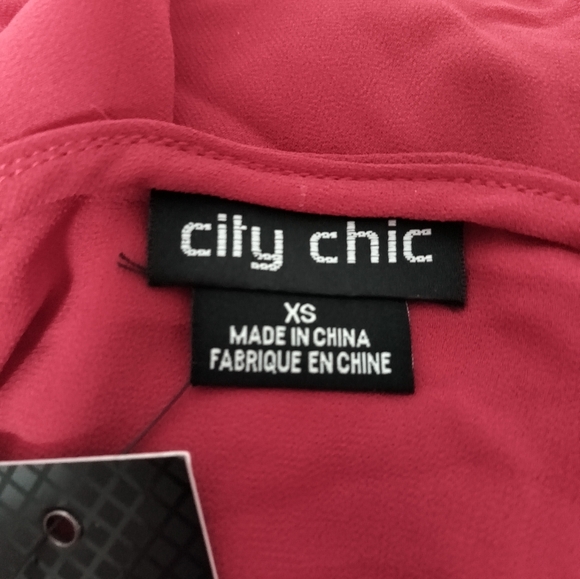 city chic
XS
MADE IN CHINA
FABRIQUE EN CHINE